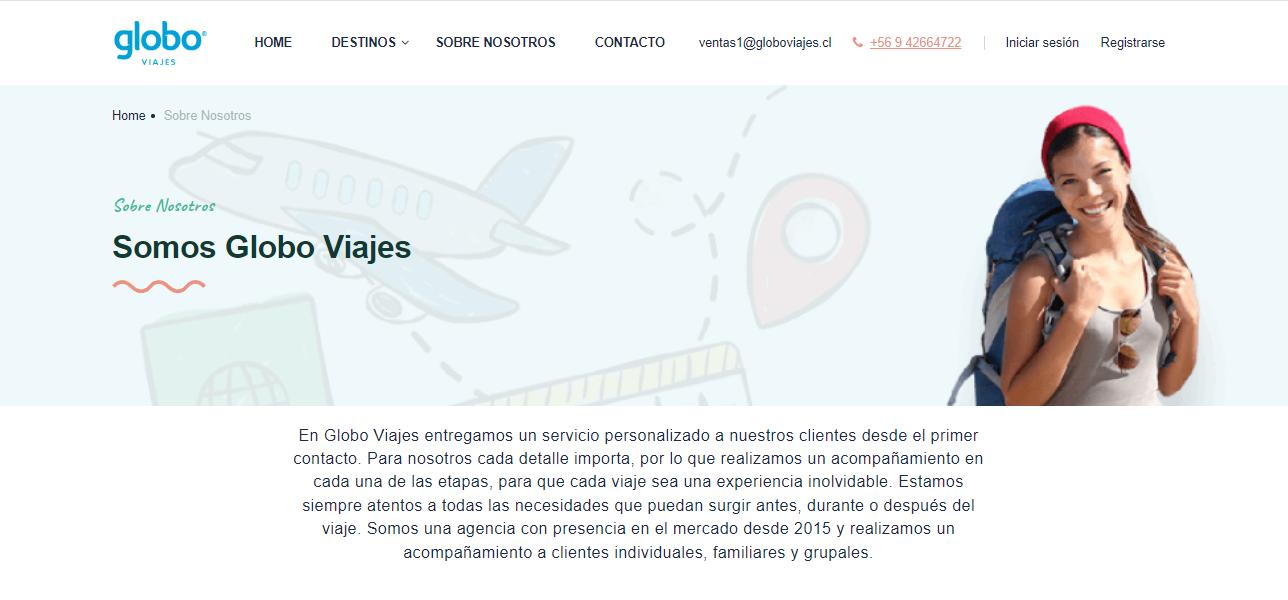 globo®
VIAJES
HOME
DESTINOS
SOBRE NOSOTROS
CONTACTO
ventas1@globoviajes.cl
+56 9 42664722
Iniciar sesión
Registrarse
Home • Sobre Nosotros
Sobre Nosotros
Somos Globo Viajes
En Globo Viajes entregamos un servicio personalizado a nuestros clientes desde el primer
contacto. Para nosotros cada detalle importa, por lo que realizamos un acompañamiento en
cada una de las etapas, para que cada viaje sea una experiencia inolvidable. Estamos
siempre atentos a todas las necesidades que puedan surgir antes, durante o después del
viaje. Somos una agencia con presencia en el mercado desde 2015 y realizamos un
acompañamiento a clientes individuales, familiares y grupales.